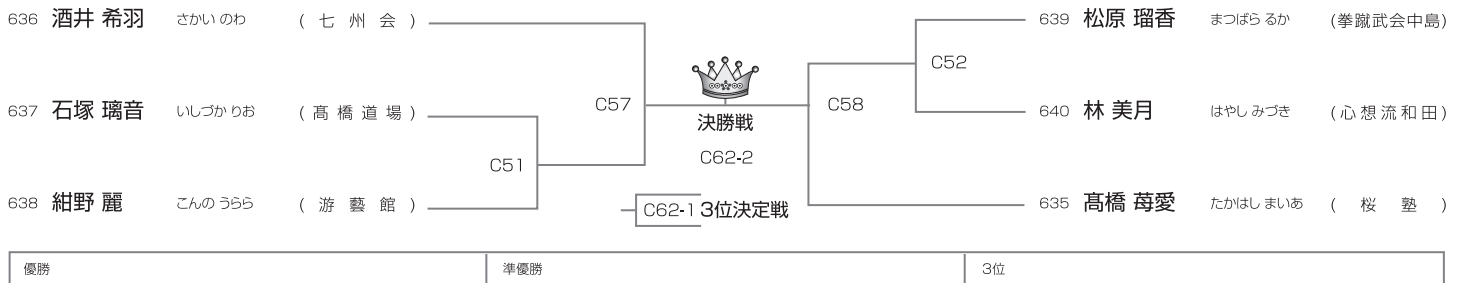 636 酒井 希羽 さかい のわ (七州会)
637 石塚 璃音 いしづか りお (髙橋道場)
638 紺野 麗 こんの うらら (游藝館)
C51
C57
決勝戦
C62-2
C62-1 3位決定戦
C58
C52
639 松原 瑠香 まつばら るか (拳蹴武会中島)
640 林 美月 はやし みづき (心想流和田)
635 髙橋 苺愛 たかはし まいあ (桜塾)
優勝 準優勝 3位